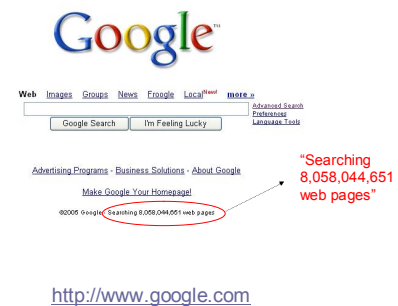 Google™
Web Images Groups News Froogle Local New! more »
Advanced Search
Preferences
Language Tools
Google Search I'm Feeling Lucky
Advertising Programs - Business Solutions - About Google
Make Google Your Homepage!
©2005 Google - Searching 8,058,044,651 web pages
"Searching
8,058,044,651
web pages"
http://www.google.com